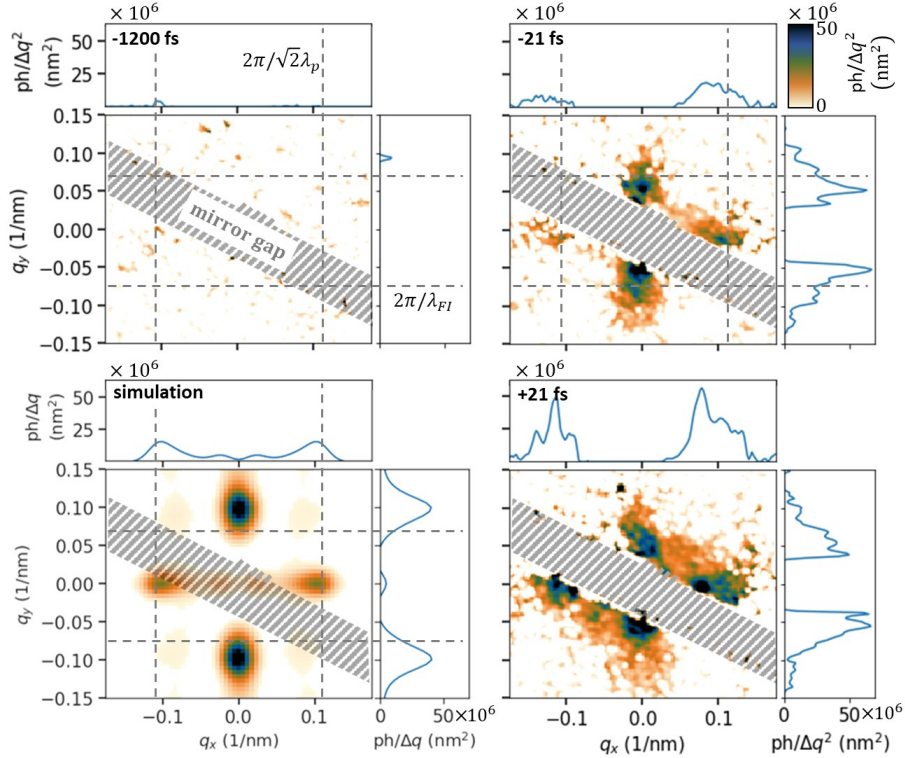 × 10⁶
× 10⁶
× 10⁶
50
0
ph/Δq²
(nm²)
50
25
ph/Δq²
(nm²)
-1200 fs
2π/√2λₚ
-21 fs
0.15
0.10
0.05
0.00
−0.05
−0.10
−0.15
q_y (1/nm)
mirror gap
2π/λ_FI
× 10⁶
× 10⁶
50
25
ph/Δq
(nm²)
simulation
+21 fs
0.15
0.10
0.05
0.00
−0.05
−0.10
−0.15
q_y (1/nm)
−0.1
0.0
0.1
q_x (1/nm)
0
50×10⁶
ph/Δq (nm²)
−0.1
0.0
0.1
q_x (1/nm)
0
50×10⁶
ph/Δq² (nm²)